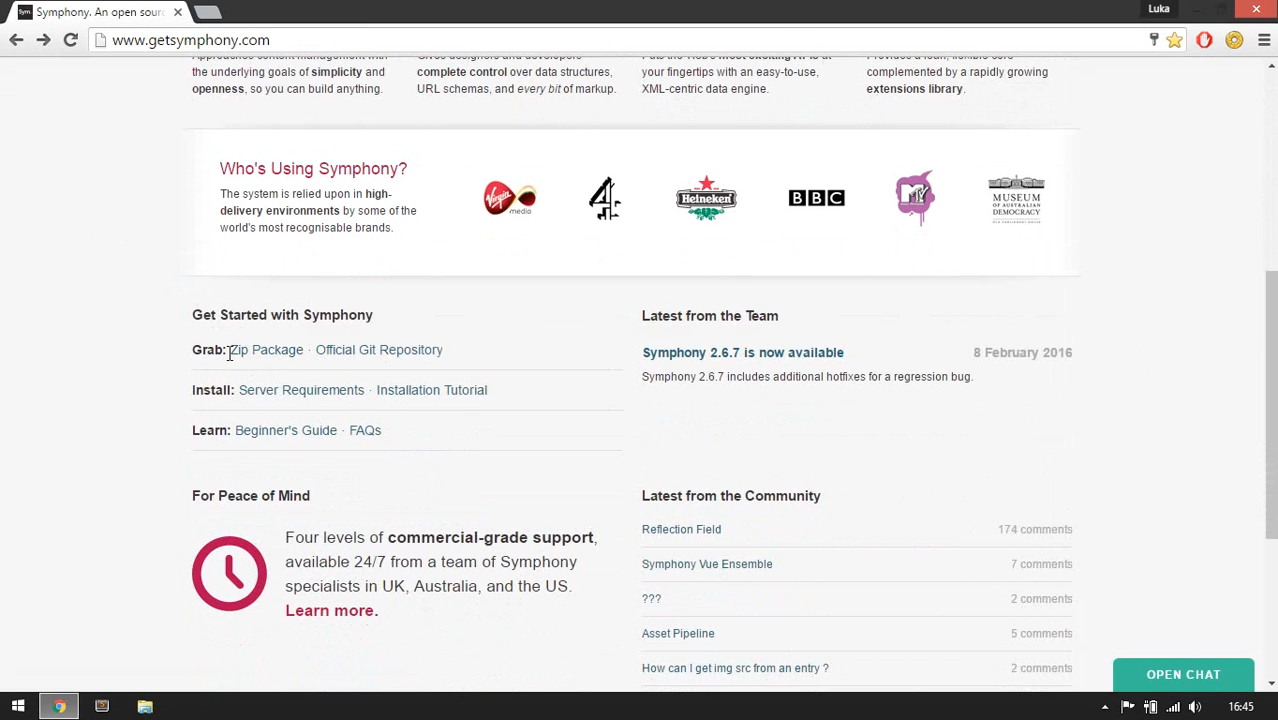 Symphony. An open sourc
Luka
www.getsymphony.com
the underlying goals of simplicity and
openness, so you can build anything.
complete control over data structures,
URL schemas, and every bit of markup.
your fingertips with an easy-to-use,
XML-centric data engine.
complemented by a rapidly growing
extensions library.
Who's Using Symphony?
The system is relied upon in high-
delivery environments by some of the
world's most recognisable brands.
Virgin
media
4
Heineken
BBC
MTV
MUSEUM
OF AUSTRALIAN
DEMOCRACY
Get Started with Symphony
Grab: Zip Package · Official Git Repository
Install: Server Requirements · Installation Tutorial
Learn: Beginner's Guide · FAQs
Latest from the Team
Symphony 2.6.7 is now available 8 February 2016
Symphony 2.6.7 includes additional hotfixes for a regression bug.
For Peace of Mind
Four levels of commercial-grade support,
available 24/7 from a team of Symphony
specialists in UK, Australia, and the US.
Learn more.
Latest from the Community
Reflection Field 174 comments
Symphony Vue Ensemble 7 comments
??? 2 comments
Asset Pipeline 5 comments
How can I get img src from an entry ? 2 comments
OPEN CHAT
16:45